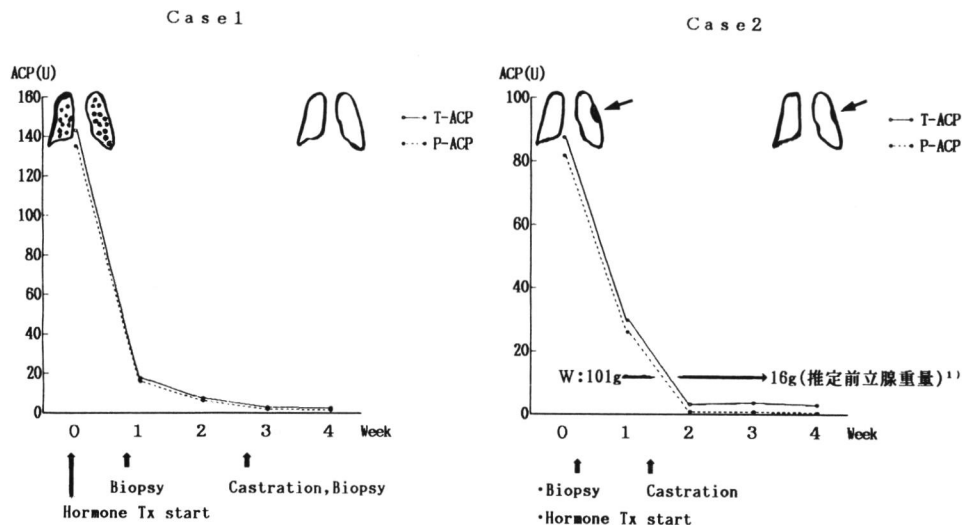 Case1
ACP(U)
160
140
120
100
80
60
40
20
0
T-ACP
P-ACP
0 1 2 3 4 Week
Biopsy
Castration,Biopsy
Hormone Tx start
Case2
ACP(U)
100
80
60
40
20
0
T-ACP
P-ACP
W:101g 16g(推定前立腺重量)¹⁾
0 1 2 3 4 Week
・Biopsy
Castration
・Hormone Tx start